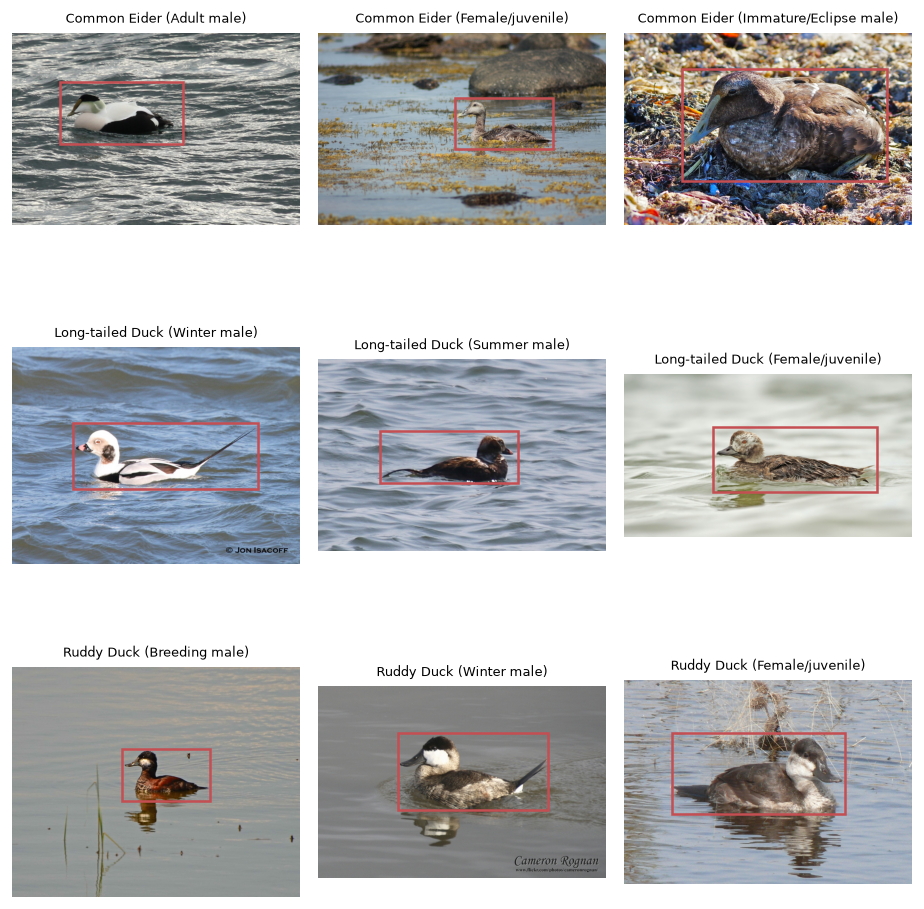 Common Eider (Adult male)
Common Eider (Female/juvenile)
Common Eider (Immature/Eclipse male)
Long-tailed Duck (Winter male)
Long-tailed Duck (Summer male)
Long-tailed Duck (Female/juvenile)
© Jon Isacoff
Ruddy Duck (Breeding male)
Ruddy Duck (Winter male)
Ruddy Duck (Female/juvenile)
Cameron Rognan